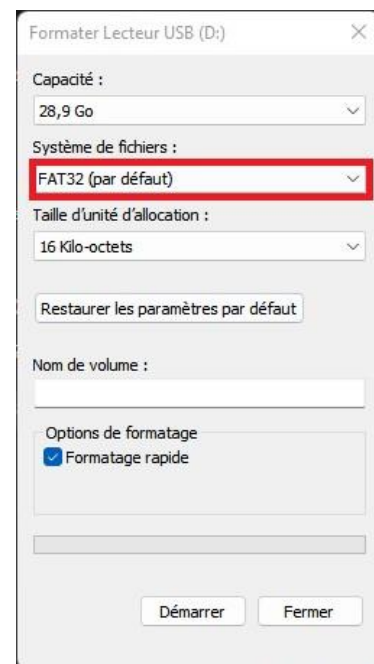 Formater Lecteur USB (D:)
Capacité :
28,9 Go
Système de fichiers :
FAT32 (par défaut)
Taille d'unité d'allocation :
16 Kilo-octets
Restaurer les paramètres par défaut
Nom de volume :
Options de formatage
Formatage rapide
Démarrer Fermer